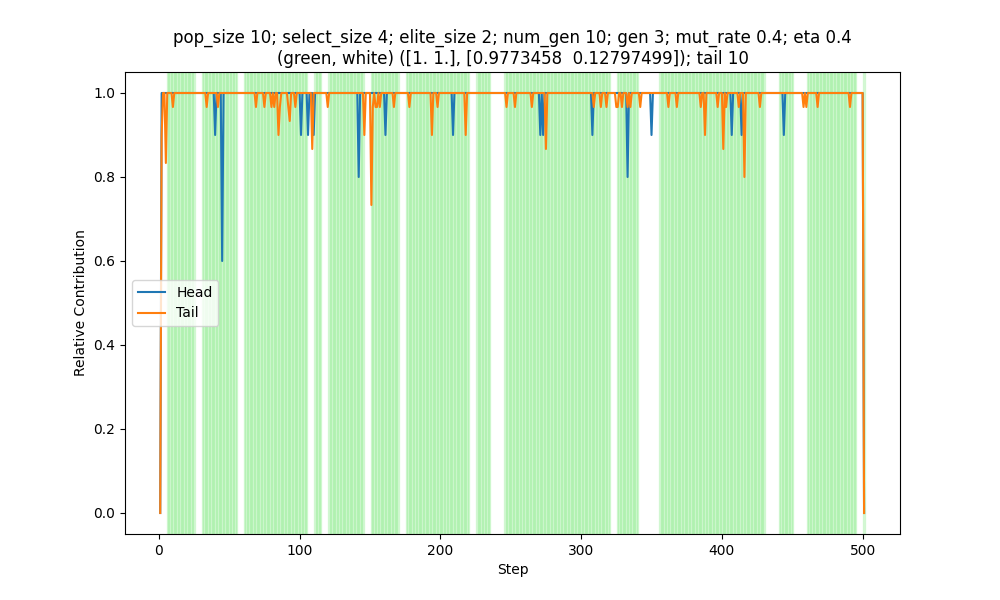 pop_size 10; select_size 4; elite_size 2; num_gen 10; gen 3; mut_rate 0.4; eta 0.4
(green, white) ([1. 1.], [0.9773458  0.12797499]); tail 10
1.0
0.8
0.6
0.4
0.2
0.0
Relative Contribution
Head
Tail
0
100
200
300
400
500
Step